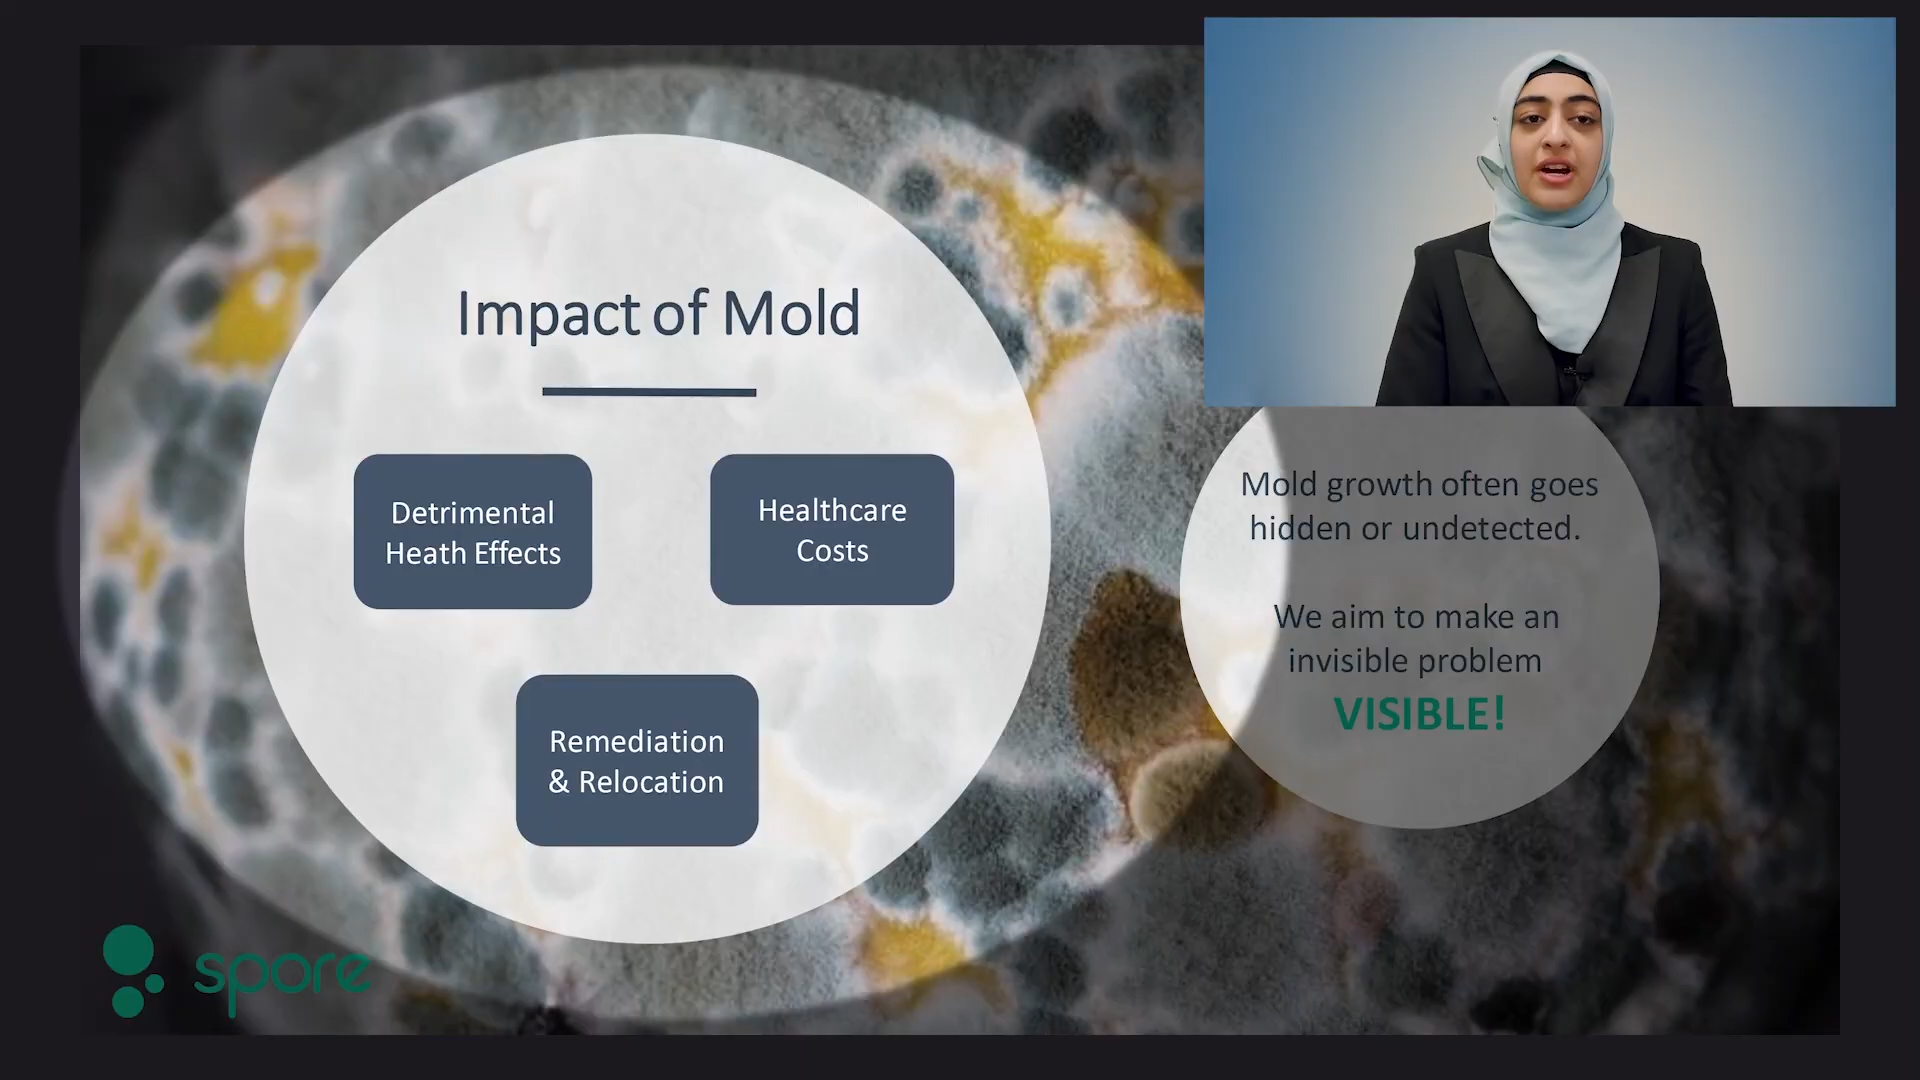 Impact of Mold
Detrimental
Heath Effects
Healthcare
Costs
Remediation
& Relocation
Mold growth often goes
hidden or undetected.
We aim to make an
invisible problem
VISIBLE!
spore